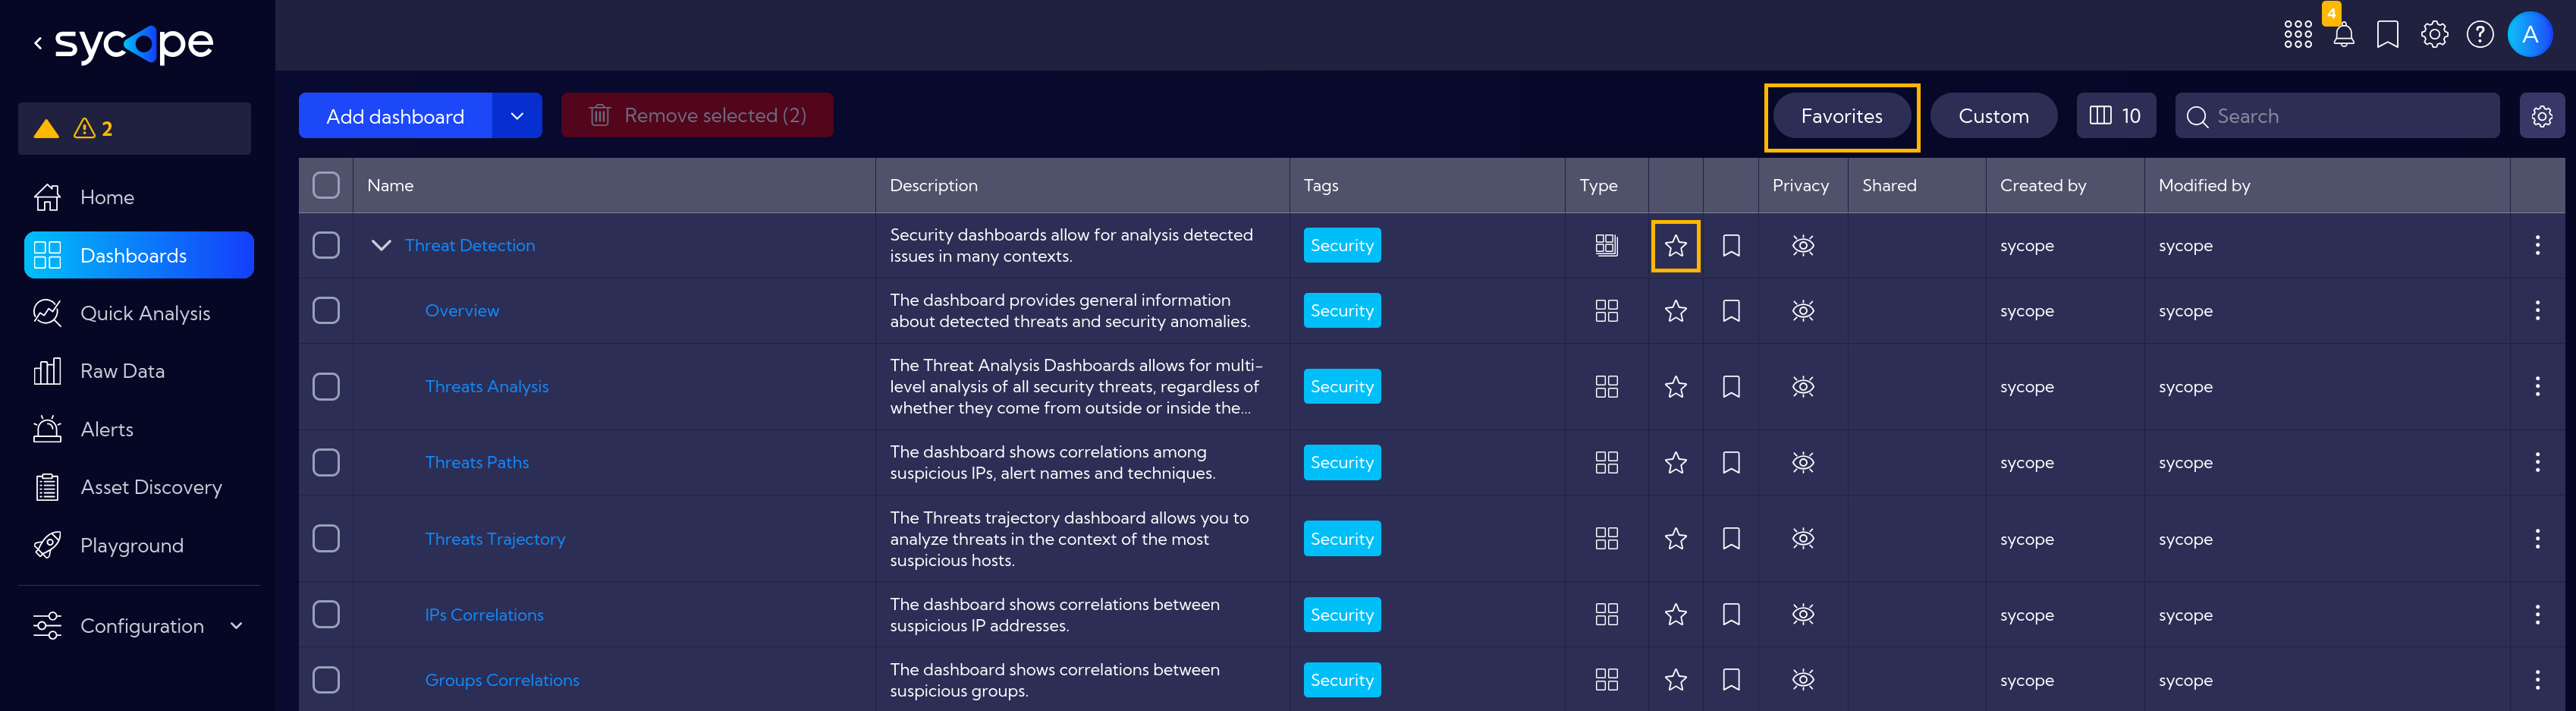 sycope
4
A
2
Home
Dashboards
Quick Analysis
Raw Data
Alerts
Asset Discovery
Playground
Configuration
Add dashboard
Remove selected (2)
Favorites
Custom
10
Search
Name
Description
Tags
Type
Privacy
Shared
Created by
Modified by
Threat Detection
Security dashboards allow for analysis detected
issues in many contexts.
Security
sycope
sycope
Overview
The dashboard provides general information
about detected threats and security anomalies.
Security
sycope
sycope
Threats Analysis
The Threat Analysis Dashboards allows for multi-
level analysis of all security threats, regardless of
whether they come from outside or inside the...
Security
sycope
sycope
Threats Paths
The dashboard shows correlations among
suspicious IPs, alert names and techniques.
Security
sycope
sycope
Threats Trajectory
The Threats trajectory dashboard allows you to
analyze threats in the context of the most
suspicious hosts.
Security
sycope
sycope
IPs Correlations
The dashboard shows correlations between
suspicious IP addresses.
Security
sycope
sycope
Groups Correlations
The dashboard shows correlations between
suspicious groups.
Security
sycope
sycope